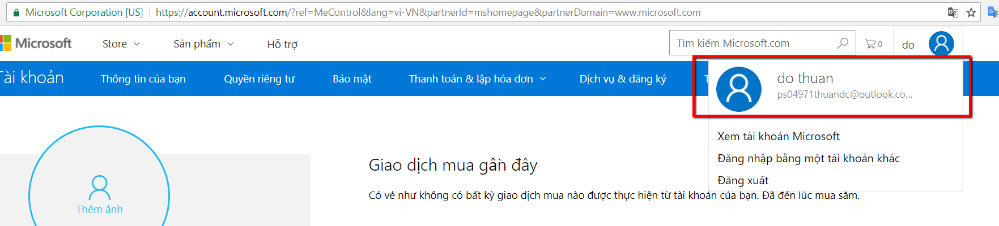 Microsoft Corporation [US] https://account.microsoft.com/?ref=MeControl&lang=vi-VN&partnerId=mshomepage&partnerDomain=www.microsoft.com
Microsoft Store Sản phẩm Hỗ trợ Tìm kiếm Microsoft.com 0 do
Tài khoản Thông tin của bạn Quyền riêng tư Bảo mật Thanh toán & lập hóa đơn Dịch vụ & đăng ký
do thuan
ps04971thuandc@outlook.co...
Xem tài khoản Microsoft
Đăng nhập bằng một tài khoản khác
Đăng xuất
Giao dịch mua gần đây
Có vẻ như không có bất kỳ giao dịch mua nào được thực hiện từ tài khoản của bạn. Đã đến lúc mua sắm.
Thêm ảnh